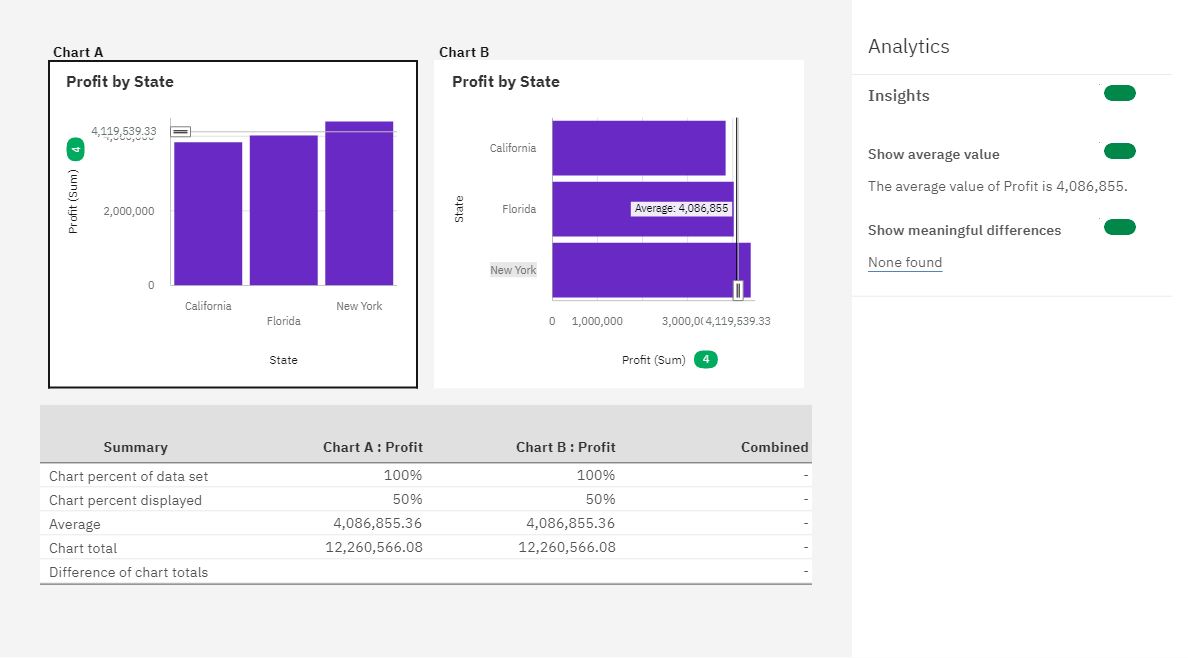 Chart A
Profit by State
4,119,539.33
4,000,000
2,000,000
0
Profit (Sum) 4
California
Florida
New York
State
Chart B
Profit by State
California
Florida
New York
State
Average: 4,086,855
0
1,000,000
3,000,0
4,119,539.33
Profit (Sum) 4
Summary Chart A : Profit Chart B : Profit Combined
Chart percent of data set 100% 100% -
Chart percent displayed 50% 50% -
Average 4,086,855.36 4,086,855.36 -
Chart total 12,260,566.08 12,260,566.08 -
Difference of chart totals -
Analytics
Insights
Show average value
The average value of Profit is 4,086,855.
Show meaningful differences
None found